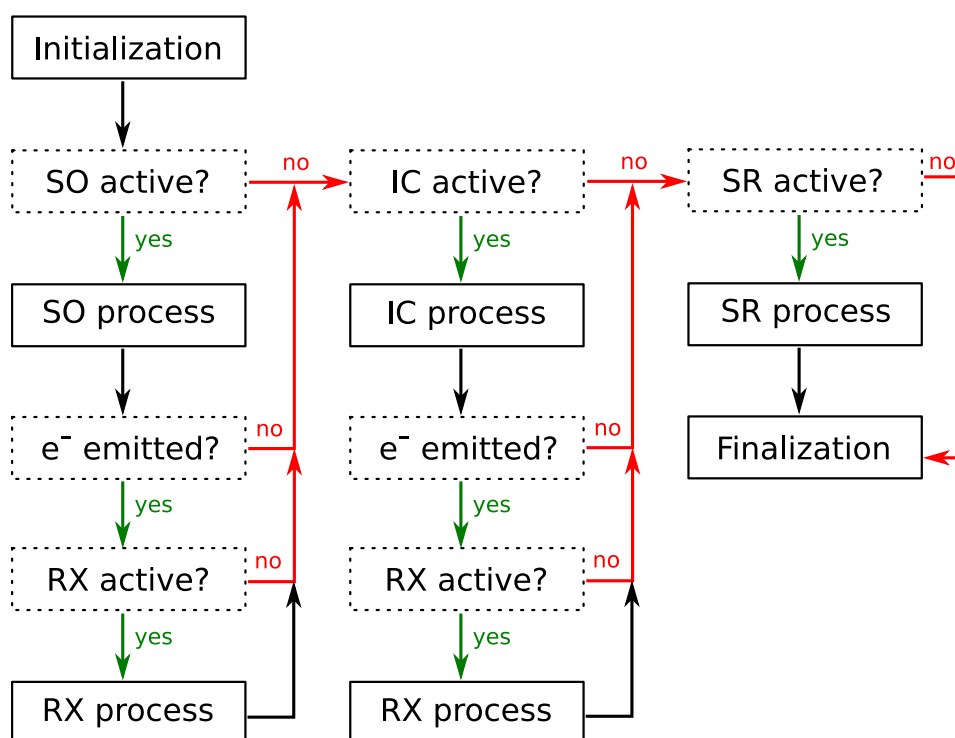 Initialization
SO active?
no
yes
SO process
e⁻ emitted?
no
yes
RX active?
no
yes
RX process
IC active?
no
yes
IC process
e⁻ emitted?
no
yes
RX active?
no
yes
RX process
SR active?
no
yes
SR process
Finalization